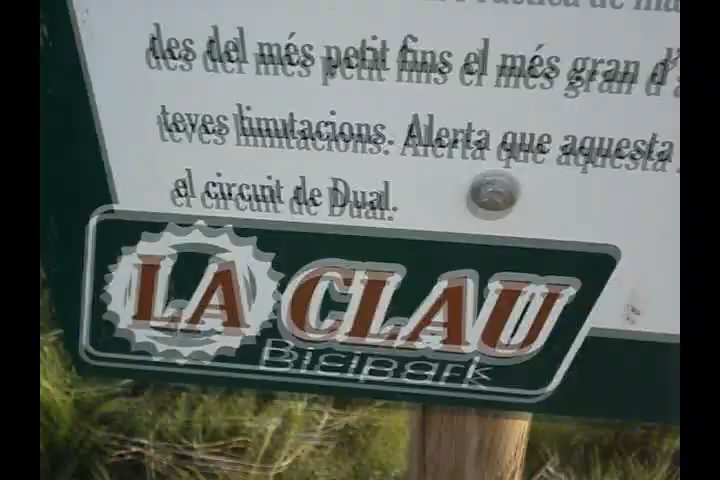 des del més petit fins el més gran d'
teves limitacions. Alerta que aquesta
el circuit de Dual.
LA CLAU
Bicipark